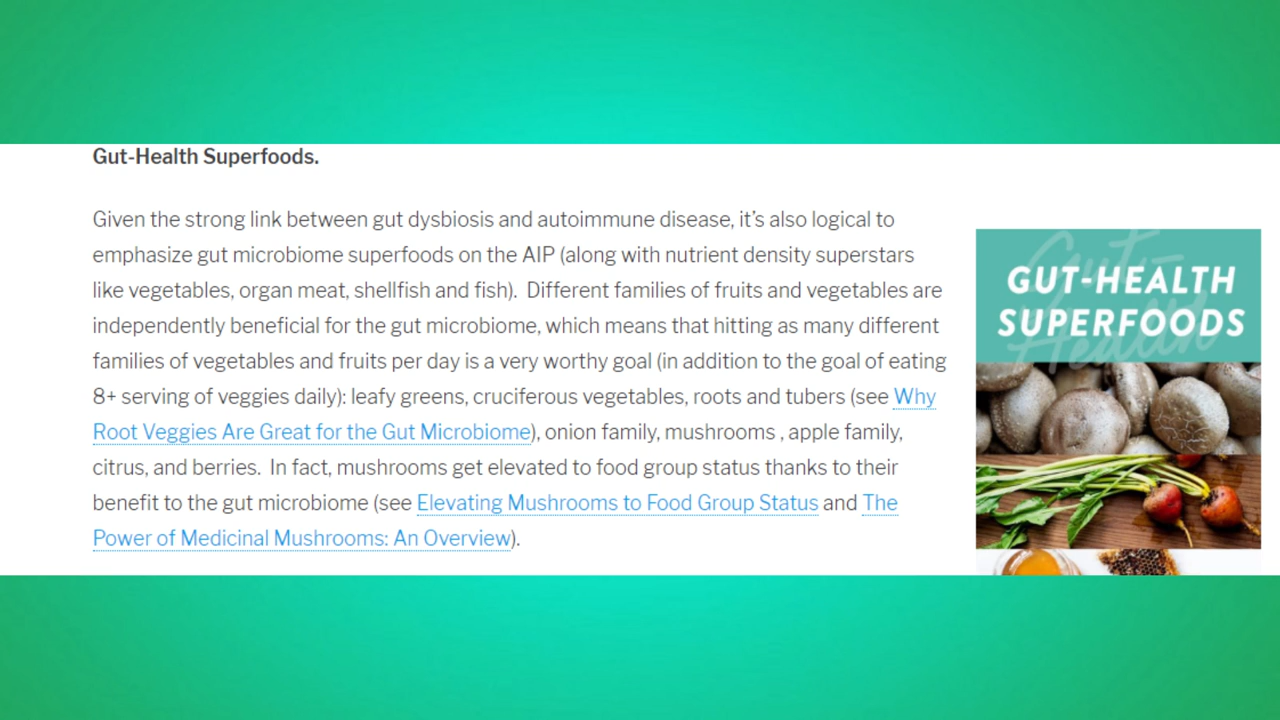 Gut-Health Superfoods.
Given the strong link between gut dysbiosis and autoimmune disease, it’s also logical to
emphasize gut microbiome superfoods on the AIP (along with nutrient density superstars
like vegetables, organ meat, shellfish and fish).  Different families of fruits and vegetables are
independently beneficial for the gut microbiome, which means that hitting as many different
families of vegetables and fruits per day is a very worthy goal (in addition to the goal of eating
8+ serving of veggies daily): leafy greens, cruciferous vegetables, roots and tubers (see Why
Root Veggies Are Great for the Gut Microbiome), onion family, mushrooms , apple family,
citrus, and berries.  In fact, mushrooms get elevated to food group status thanks to their
benefit to the gut microbiome (see Elevating Mushrooms to Food Group Status and The
Power of Medicinal Mushrooms: An Overview).
Gut-
Health
GUT-HEALTH
SUPERFOODS